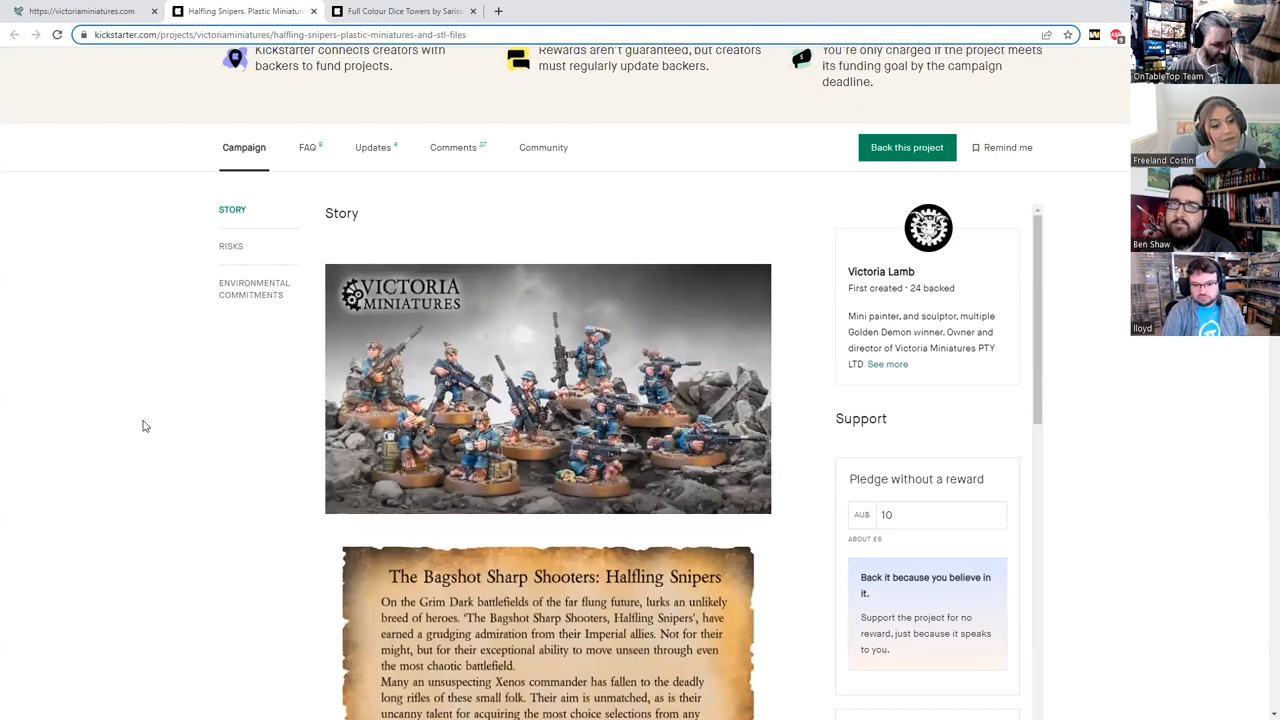 https://victoriaminiatures.com/
Halfling Snipers. Plastic Miniatur
Full Colour Dice Towers by Saris
kickstarter.com/projects/victoriaminiatures/halfling-snipers-plastic-miniatures-and-stl-files
Kickstarter connects creators with
backers to fund projects.
Rewards aren't guaranteed, but creators
must regularly update backers.
You're only charged if the project meets
its funding goal by the campaign
deadline.
Campaign
FAQ 9
Updates 4
Comments 37
Community
Back this project
Remind me
STORY
RISKS
ENVIRONMENTAL
COMMITMENTS
Story
VICTORIA
MINIATURES
The Bagshot Sharp Shooters: Halfling Snipers
On the Grim Dark battlefields of the far flung future, lurks an unlikely
breed of heroes. 'The Bagshot Sharp Shooters, Halfling Snipers', have
earned a grudging admiration from their Imperial allies. Not for their
might, but for their exceptional ability to move unseen through even
the most chaotic battlefield.
Many an unsuspecting Xenos commander has fallen to the deadly
long rifles of these small folk. Their aim is unmatched, as is their
uncanny talent for acquiring the most choice selections from any
Victoria Lamb
First created · 24 backed
Mini painter, and sculptor, multiple
Golden Demon winner. Owner and
director of Victoria Miniatures PTY
LTD See more
Support
Pledge without a reward
AU$ 10
ABOUT £6
Back it because you believe in
it.
Support the project for no
reward, just because it speaks
to you.
OnTableTop Team
Freeland Costin
Ben Shaw
lloyd